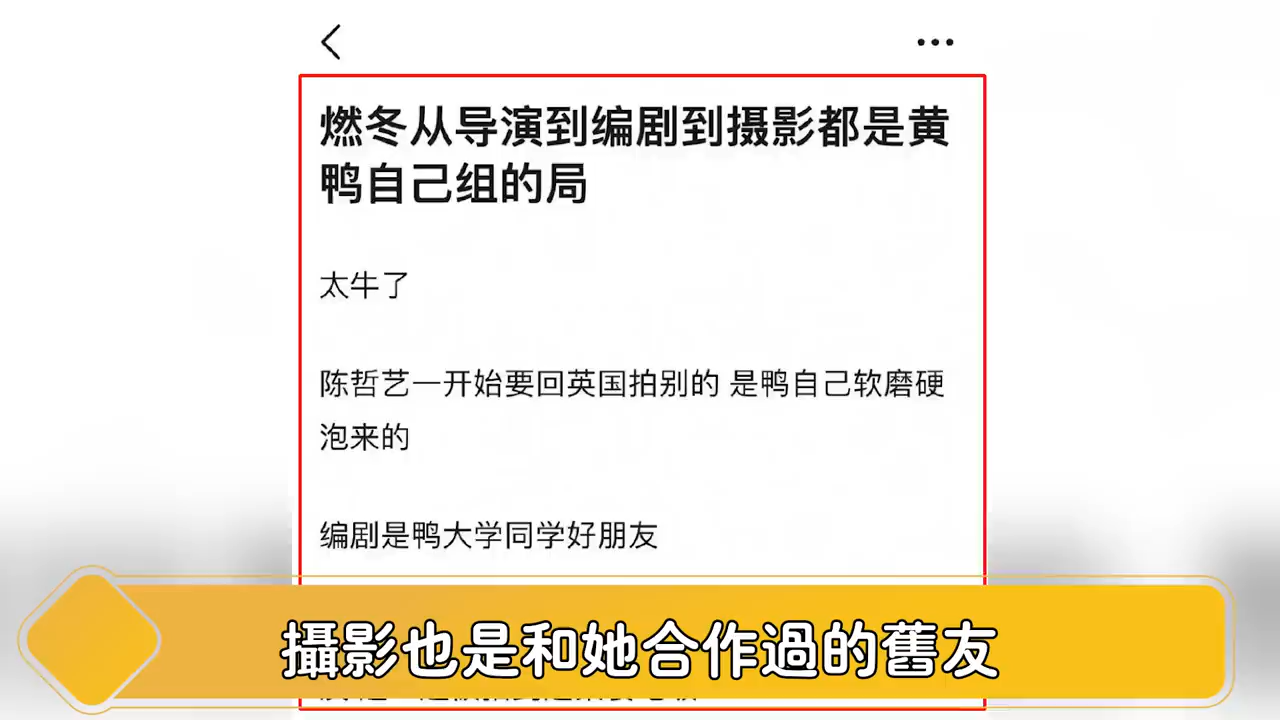 燃冬从导演到编剧到摄影都是黄
鸭自己组的局
太牛了
陈哲艺一开始要回英国拍别的 是鸭自己软磨硬
泡来的
编剧是鸭大学同学好朋友
攝影也是和她合作過的舊友